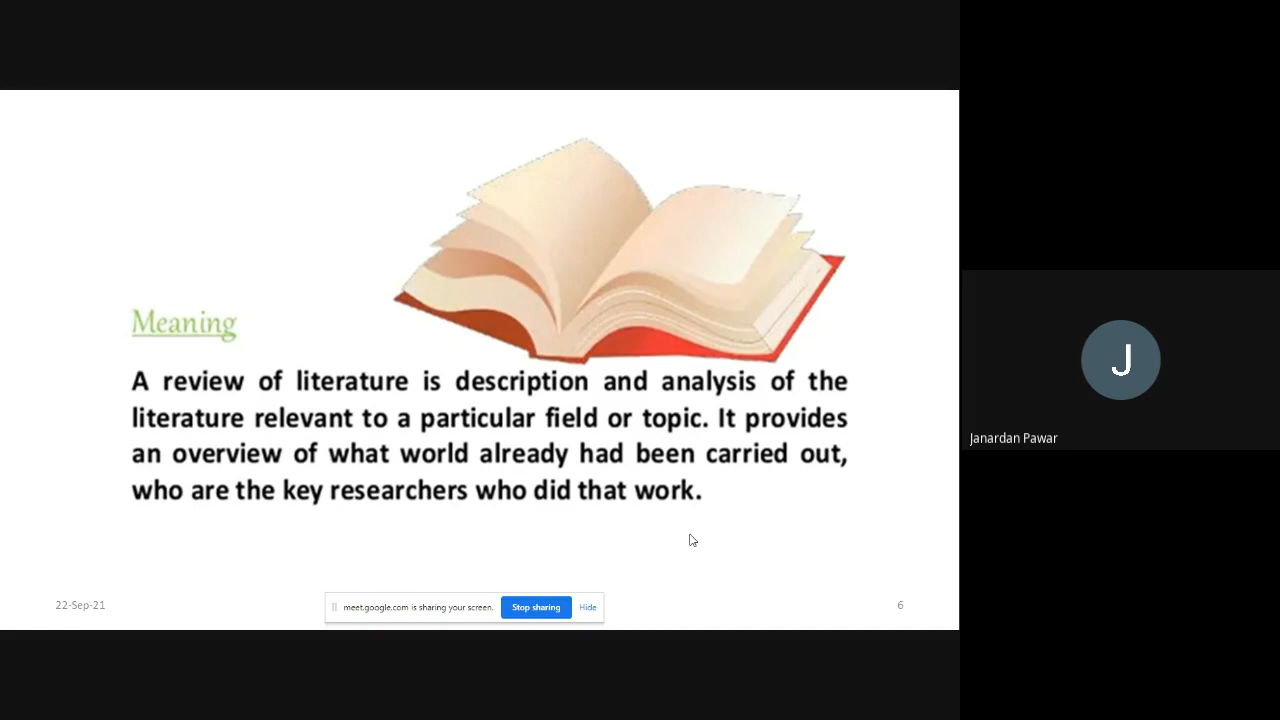 Meaning
A review of literature is description and analysis of the
literature relevant to a particular field or topic. It provides
an overview of what world already had been carried out,
who are the key researchers who did that work.
22-Sep-21
meet.google.com is sharing your screen. Stop sharing Hide
6
J
Janardan Pawar